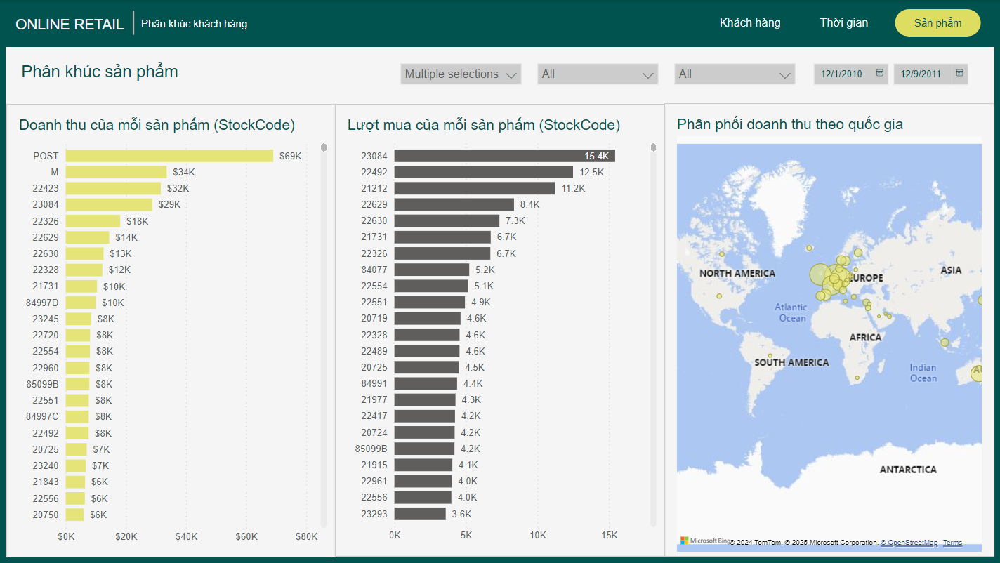 ONLINE RETAIL
Phân khúc khách hàng
Khách hàng
Thời gian
Sản phẩm
Phân khúc sản phẩm
Multiple selections
All
All
12/1/2010
12/9/2011
Doanh thu của mỗi sản phẩm (StockCode)
POST $69K
M $34K
22423 $32K
23084 $29K
22326 $18K
22629 $14K
22630 $13K
22328 $12K
21731 $10K
84997D $10K
23245 $8K
22720 $8K
22554 $8K
22960 $8K
85099B $8K
22551 $8K
84997C $8K
22492 $8K
20725 $7K
23240 $7K
21843 $6K
22556 $6K
20750 $6K
$0K $20K $40K $60K $80K
Lượt mua của mỗi sản phẩm (StockCode)
23084 15.4K
22492 12.5K
21212 11.2K
22629 8.4K
22630 7.3K
21731 6.7K
22326 6.7K
84077 5.2K
22554 5.1K
22551 4.9K
20719 4.6K
22328 4.6K
22489 4.6K
20725 4.5K
84991 4.4K
21977 4.3K
22417 4.2K
20724 4.2K
85099B 4.2K
21915 4.1K
22961 4.0K
22556 4.0K
23293 3.6K
0K 5K 10K 15K
Phân phối doanh thu theo quốc gia
NORTH AMERICA
EUROPE
ASIA
Atlantic
Ocean
AFRICA
SOUTH AMERICA
Indian
Ocean
AU
ANTARCTICA
Microsoft Bing
© 2024 TomTom, © 2025 Microsoft Corporation, © OpenStreetMap Terms